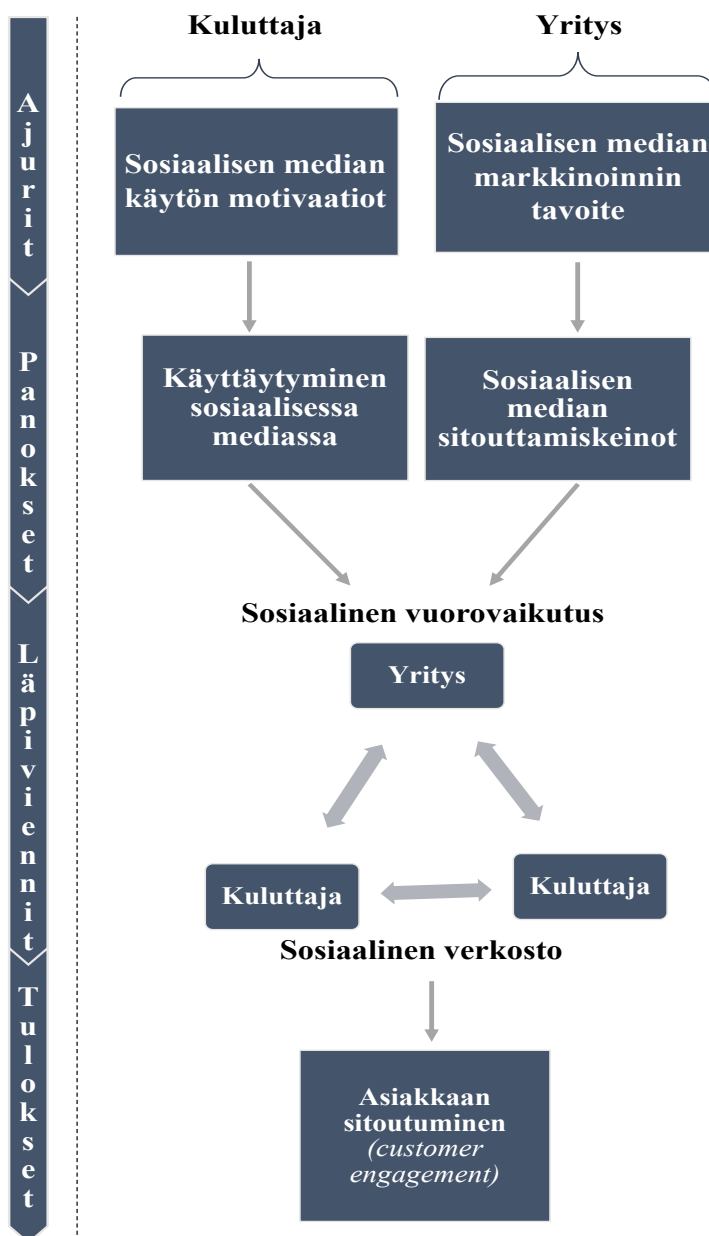 Kuluttaja
Yritys
Ajurit
Sosiaalisen median
käytön motivaatiot
Sosiaalisen median
markkinoinnin
tavoite
Panokset
Käyttäytyminen
sosiaalisessa
mediassa
Sosiaalisen
median
sitouttamiskeinot
Läpiviennit
Sosiaalinen vuorovaikutus
Yritys
Kuluttaja
Kuluttaja
Sosiaalinen verkosto
Tulokset
Asiakkaan
sitoutuminen
(customer
engagement)